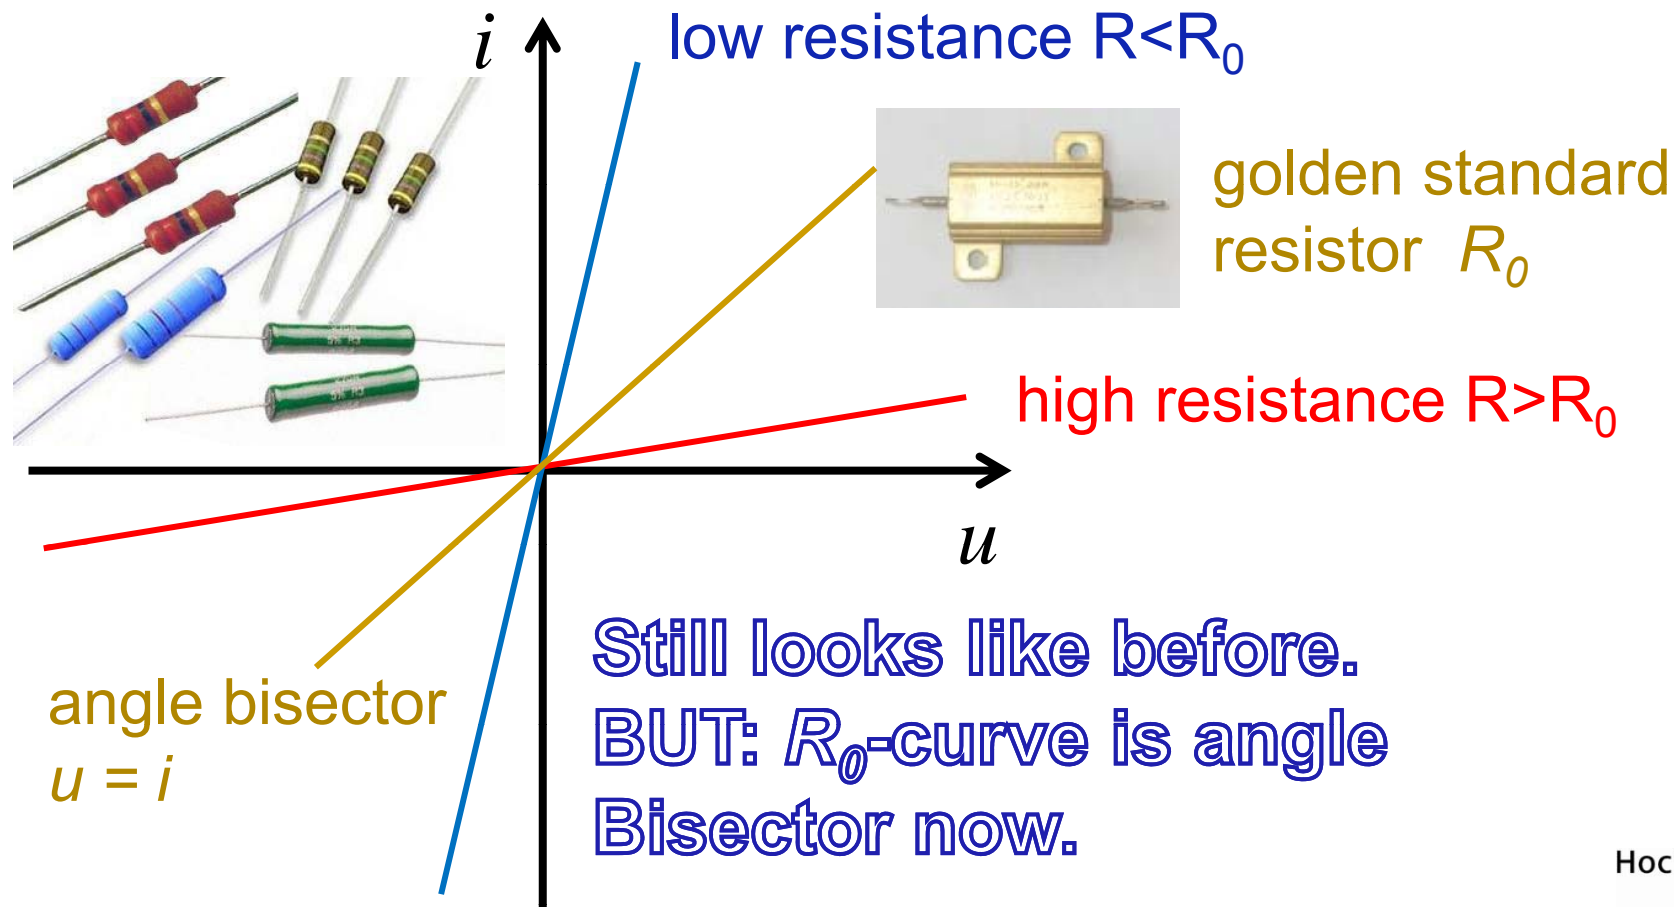 i
low resistance R<R₀
golden standard
resistor R₀
high resistance R>R₀
u
Still looks like before.
BUT: R₀-curve is angle
Bisector now.
angle bisector
u = i
Hoc